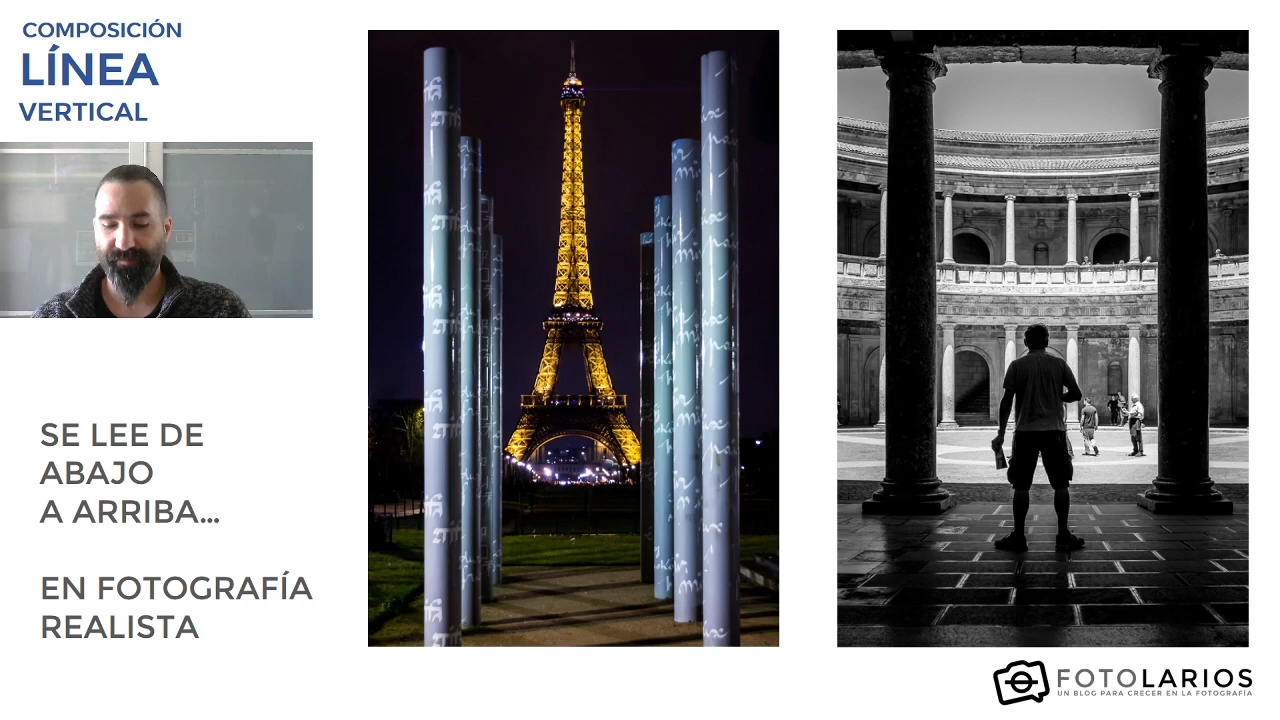 COMPOSICIÓN
LÍNEA
VERTICAL
SE LEE DE
ABAJO
A ARRIBA...
EN FOTOGRAFÍA
REALISTA
FOTOLARIOS
UN BLOG PARA CRECER EN LA FOTOGRAFÍA